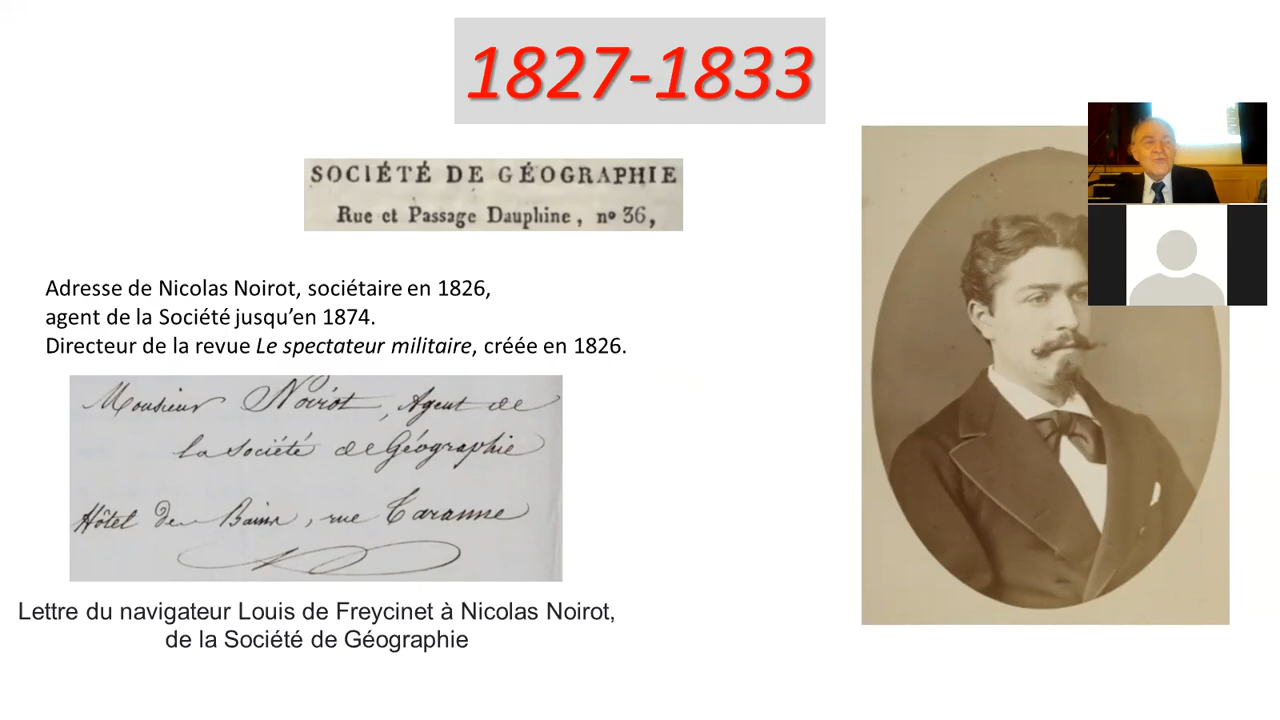 1827-1833
SOCIÉTÉ DE GÉOGRAPHIE
Rue et Passage Dauphine, nº 36,
Adresse de Nicolas Noirot, sociétaire en 1826,
agent de la Société jusqu’en 1874.
Directeur de la revue Le spectateur militaire, créée en 1826.
Monsieur Noirot, Agent de
la société de Géographie
Hôtel des Bains, rue Taranne
Lettre du navigateur Louis de Freycinet à Nicolas Noirot,
de la Société de Géographie